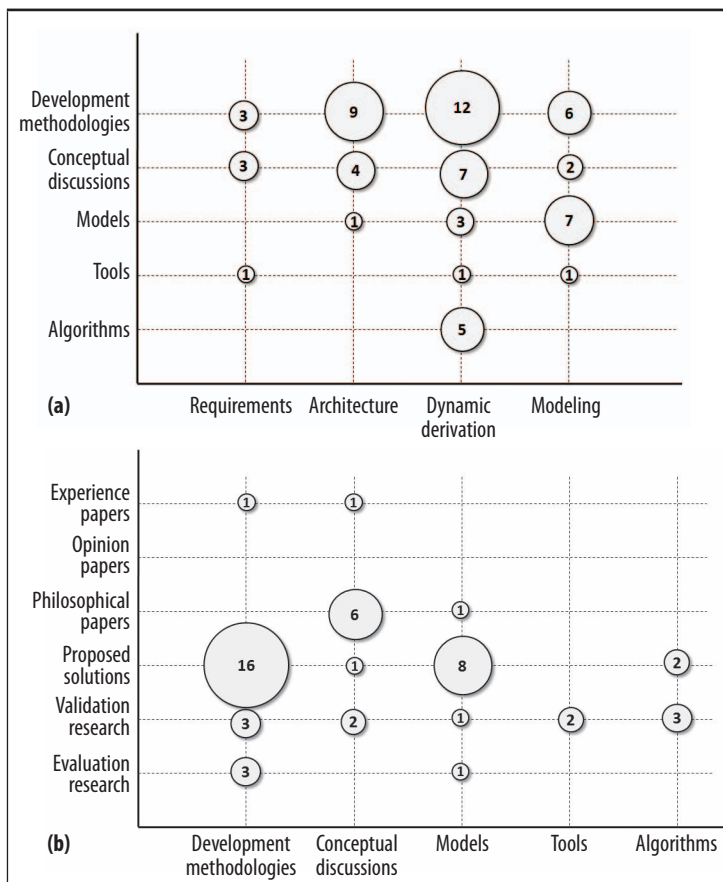 Development
methodologies
3
9
12
6
Conceptual
discussions
3
4
7
2
Models
1
3
7
Tools
1
1
1
Algorithms
5
(a)
Requirements
Architecture
Dynamic
derivation
Modeling
Experience
papers
1
1
Opinion
papers
Philosophical
papers
6
1
Proposed
solutions
16
1
8
2
Validation
research
3
2
1
2
3
Evaluation
research
3
1
(b)
Development
methodologies
Conceptual
discussions
Models
Tools
Algorithms